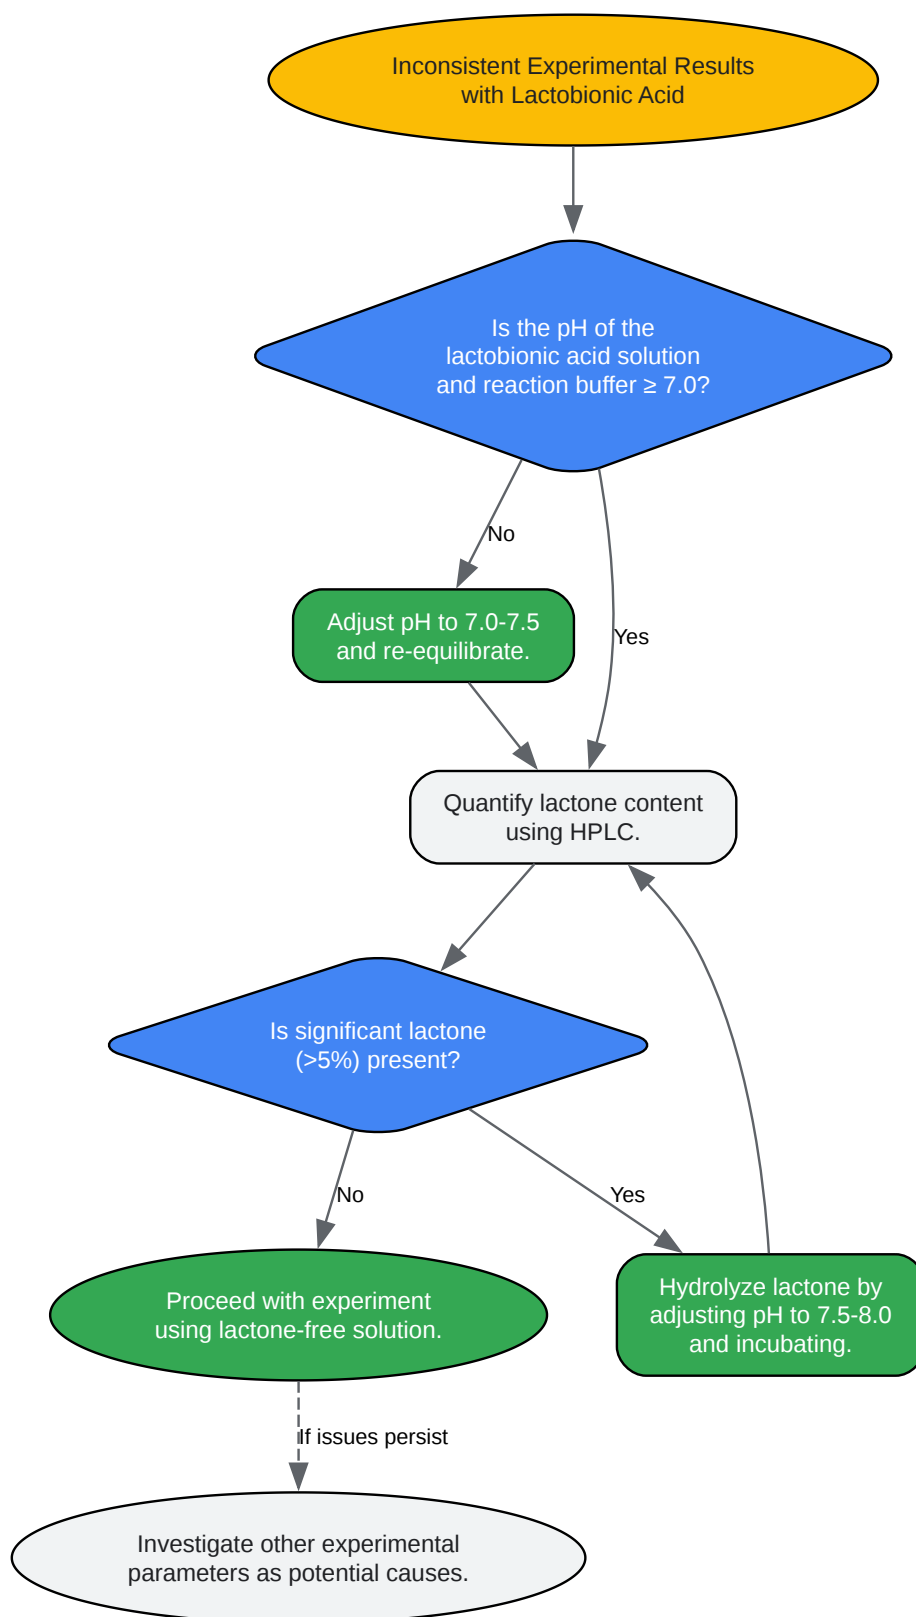 Inconsistent Experimental Results
with Lactobionic Acid
Is the pH of the
lactobionic acid solution
and reaction buffer ≥ 7.0?
No
Adjust pH to 7.0-7.5
and re-equilibrate.
Yes
Quantify lactone content
using HPLC.
Is significant lactone
(>5%) present?
No
Yes
Proceed with experiment
using lactone-free solution.
Hydrolyze lactone by
adjusting pH to 7.5-8.0
and incubating.
If issues persist
Investigate other experimental
parameters as potential causes.